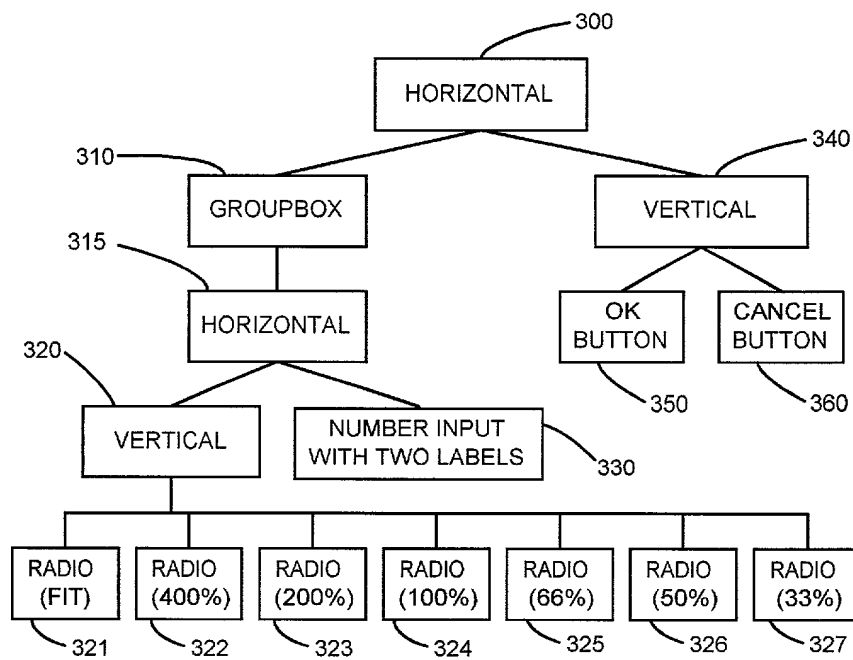 300
HORIZONTAL
310
340
GROUPBOX
VERTICAL
315
HORIZONTAL
OK
BUTTON
CANCEL
BUTTON
320
350
360
VERTICAL
NUMBER INPUT
WITH TWO LABELS
330
RADIO
(FIT)
RADIO
(400%)
RADIO
(200%)
RADIO
(100%)
RADIO
(66%)
RADIO
(50%)
RADIO
(33%)
321
322
323
324
325
326
327